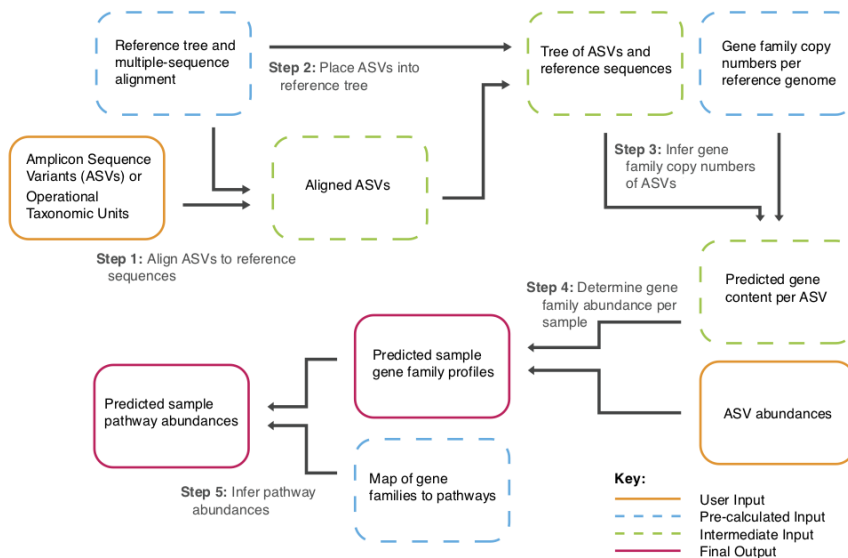 Reference tree and
multiple-sequence
alignment
Step 2: Place ASVs into
reference tree
Tree of ASVs and
reference sequences
Gene family copy
numbers per
reference genome
Amplicon Sequence
Variants (ASVs) or
Operational
Taxonomic Units
Aligned ASVs
Step 3: Infer gene
family copy numbers
of ASVs
Step 1: Align ASVs to reference
sequences
Step 4: Determine gene
family abundance per
sample
Predicted gene
content per ASV
Predicted sample
gene family profiles
Predicted sample
pathway abundances
ASV abundances
Step 5: Infer pathway
abundances
Map of gene
families to pathways
Key:
User Input
Pre-calculated Input
Intermediate Input
Final Output